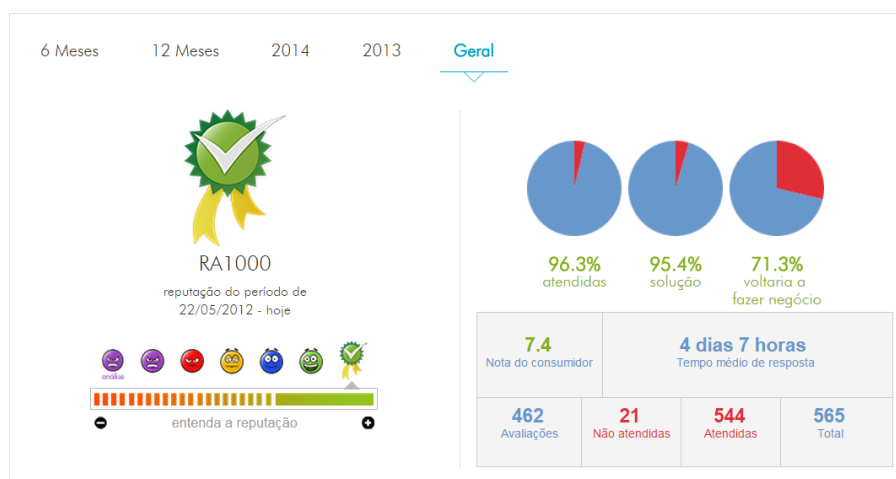 6 Meses
12 Meses
2014
2013
Geral
RA1000
reputação do período de
22/05/2012 - hoje
análise
entenda a reputação
96.3%
atendidas
95.4%
solução
71.3%
voltaria a
fazer negócio
7.4
Nota do consumidor
4 dias 7 horas
Tempo médio de resposta
462
Avaliações
21
Não atendidas
544
Atendidas
565
Total